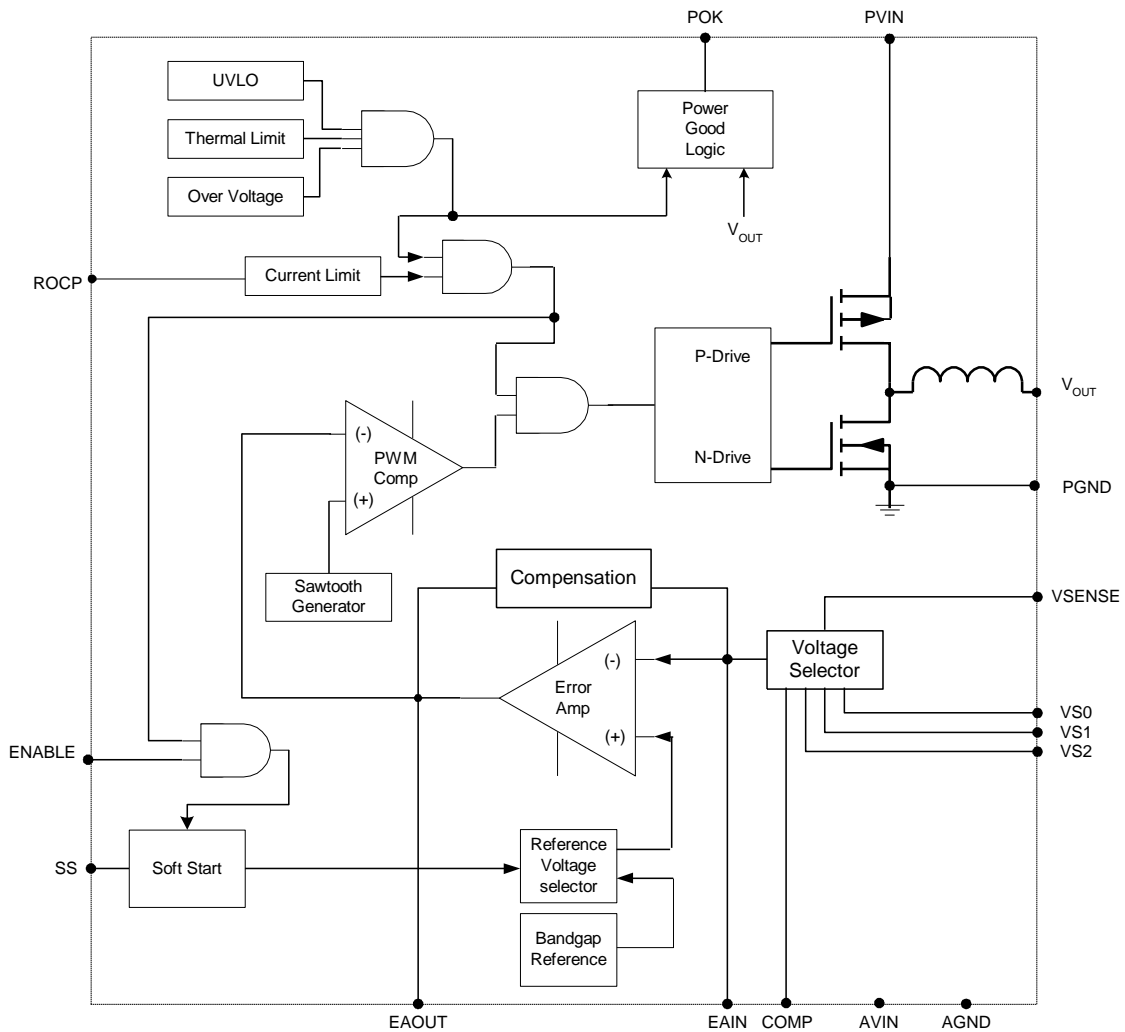 POK
PVIN
UVLO
Thermal Limit
Over Voltage
Power
Good
Logic
VOUT
ROCP
Current Limit
P-Drive
N-Drive
VOUT
PGND
(-)
PWM
Comp
(+)
Sawtooth
Generator
Compensation
VSENSE
Voltage
Selector
(-)
Error
Amp
(+)
VS0
VS1
VS2
ENABLE
SS
Soft Start
Reference
Voltage
selector
Bandgap
Reference
EAOUT
EAIN
COMP
AVIN
AGND